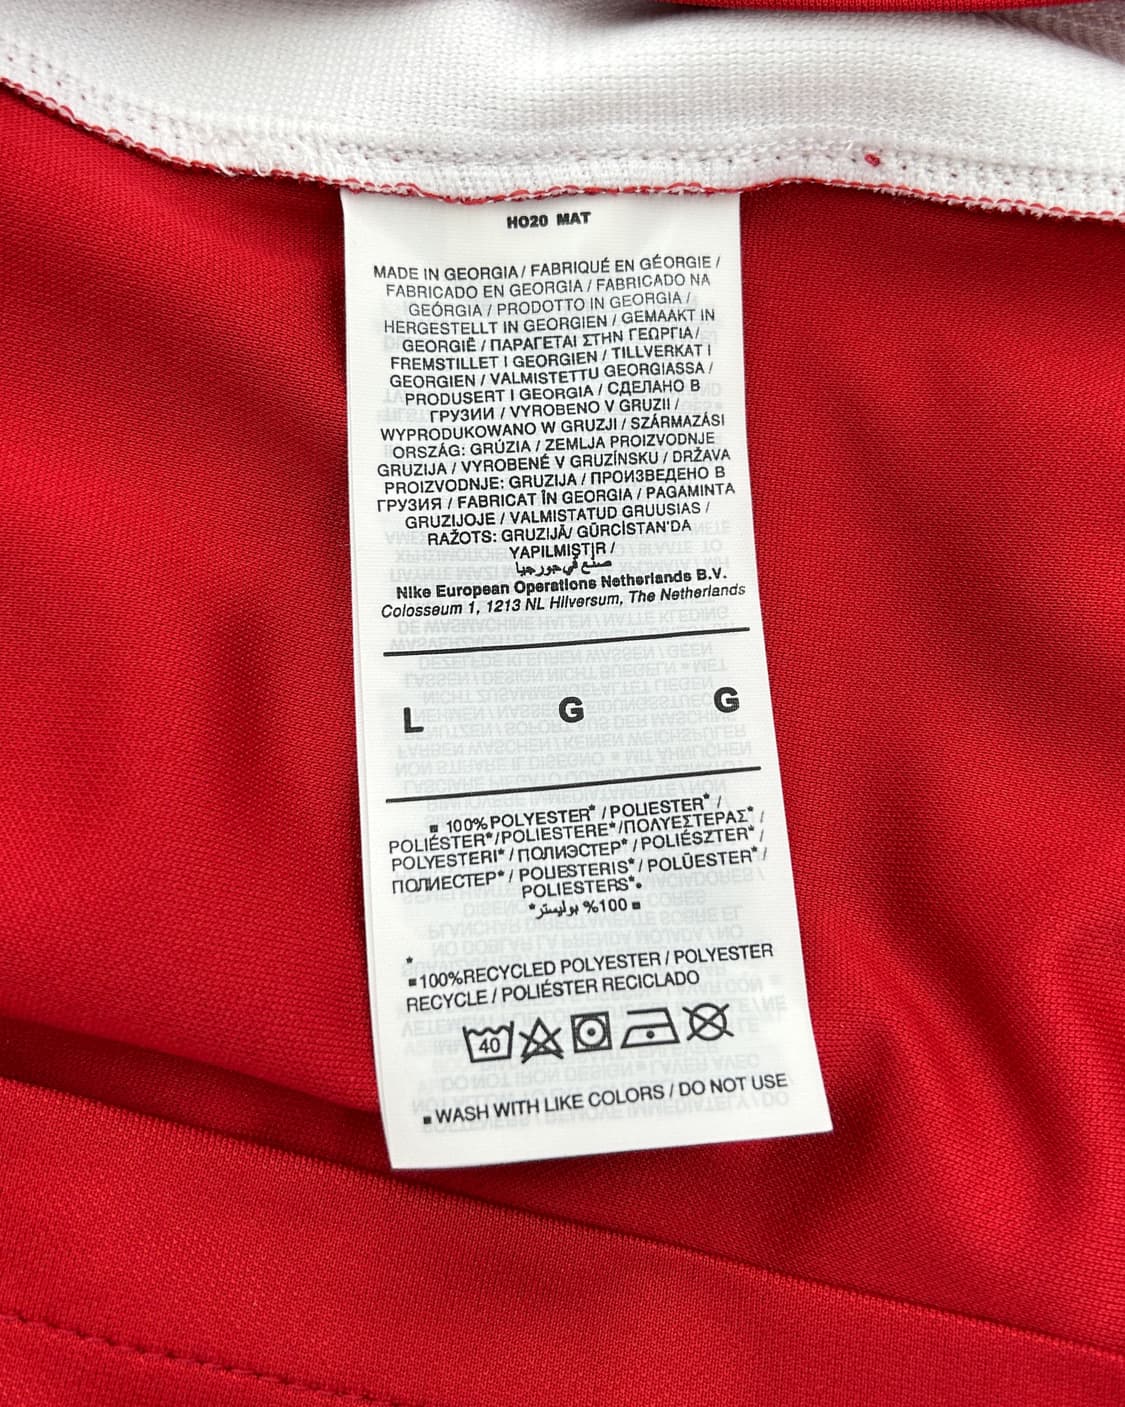 HO20 MAT
MADE IN GEORGIA / FABRIQUÉ EN GÉORGIE /
FABRICADO EN GEORGIA / FABRICADO NA
GEÓRGIA / PRODOTTO IN GEORGIA /
HERGESTELLT IN GEORGIEN / GEMAAKT IN
GEORGIË / ΠΑΡΑΓΕΤΑΙ ΣΤΗΝ ΓΕΩΡΓΙΑ /
FREMSTILLET I GEORGIEN / TILLVERKAT I
GEORGIEN / VALMISTETTU GEORGIASSA /
PRODUSERT I GEORGIA / СДЕЛАНО В
ГРУЗИИ / VYROBENO V GRUZII /
WYPRODUKOWANO W GRUZJI / SZÁRMAZÁSI
ORSZÁG: GRÚZIA / ZEMLJA PROIZVODNJE
GRUZIJA / VYROBENÉ V GRUZÍNSKU / DRŽAVA
PROIZVODNJE: GRUZIJA / ПРОИЗВЕДЕНО В
ГРУЗИЯ / FABRICAT ÎN GEORGIA / PAGAMINTA
GRUZIJOJE / VALMISTATUD GRUUSIAS /
RAŽOTS: GRUZIJĀ/ GÜRCİSTAN'DA
YAPILMIŞTIR /
صنع في جورجيا
Nike European Operations Netherlands B.V.
Colosseum 1, 1213 NL Hilversum, The Netherlands
L G G
▪ 100% POLYESTER* / POLIESTER* /
POLIÉSTER*/POLIESTERE*/ΠΟΛΥΕΣΤΕΡΑΣ* /
POLYESTERI* / ПОЛИЭСТЕР* / POLIÉSZTER* /
ПОЛИЕСТЕР* / POLIESTERIS* / POLÜESTER* /
POLIESTERS*▪
▪ 100% بوليستر*
*
▪100%RECYCLED POLYESTER / POLYESTER
RECYCLE / POLIÉSTER RECICLADO
40
▪ WASH WITH LIKE COLORS / DO NOT USE